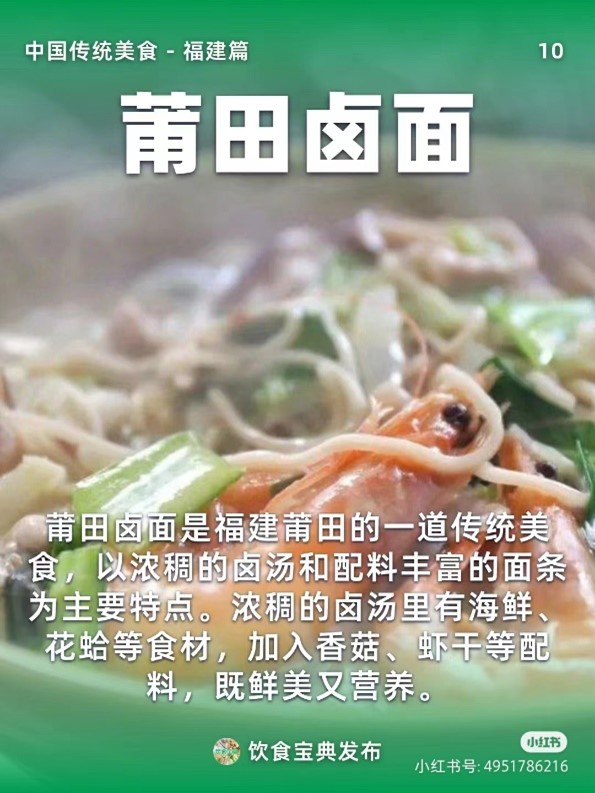 中国传统美食 - 福建篇
10
莆田卤面
莆田卤面是福建莆田的一道传统美
食，以浓稠的卤汤和配料丰富的面条
为主要特点。浓稠的卤汤里有海鲜、
花蛤等食材，加入香菇、虾干等配
料，既鲜美又营养。
饮食宝典发布
小红书
小红书号: 4951786216